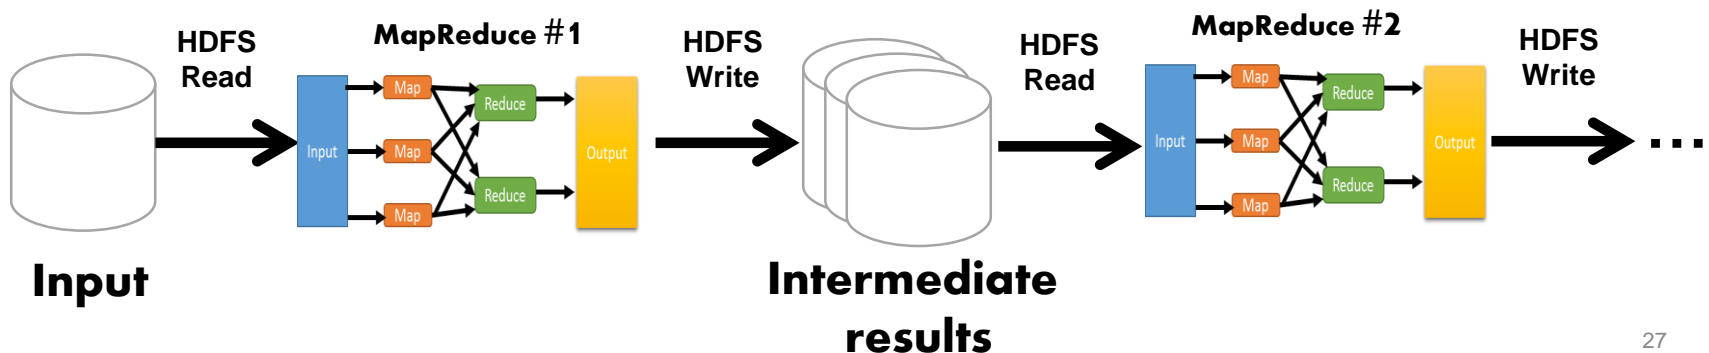 HDFS
Read
MapReduce #1
Input
Map
Map
Map
Reduce
Reduce
Output
HDFS
Write
HDFS
Read
MapReduce #2
Input
Map
Map
Map
Reduce
Reduce
Output
HDFS
Write
...
Input
Intermediate
results
27